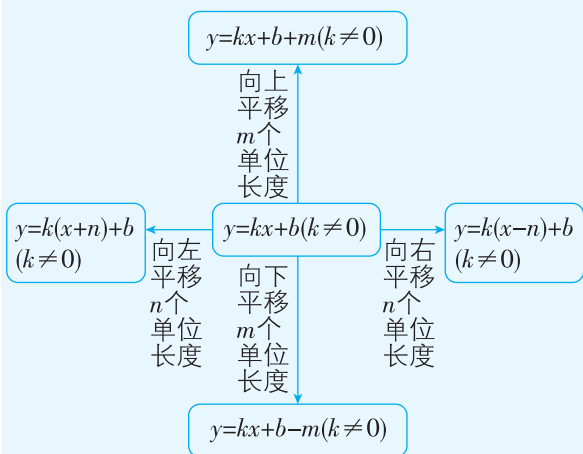 y=kx+b+m(k≠0)
向上
平移
m个
单位
长度
y=k(x+n)+b
(k≠0)
向左
平移
n个
单位
长度
y=kx+b(k≠0)
向右
平移
n个
单位
长度
y=k(x-n)+b
(k≠0)
向下
平移
m个
单位
长度
y=kx+b-m(k≠0)